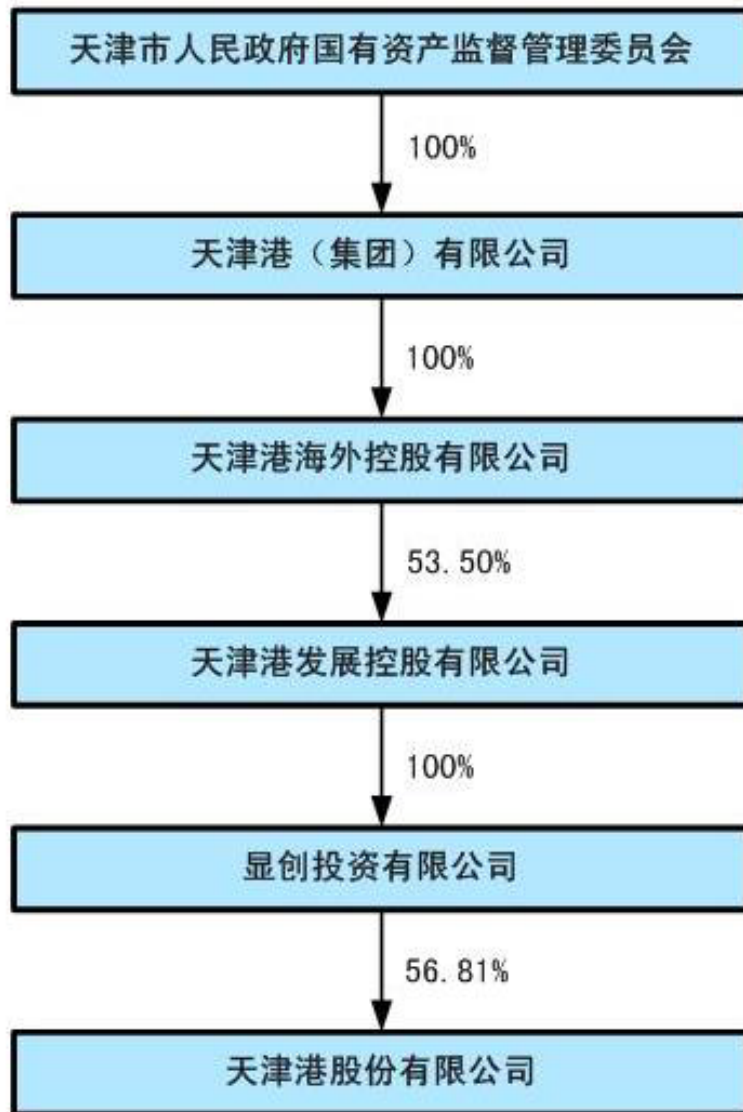 天津市人民政府国有资产监督管理委员会
100%
天津港（集团）有限公司
100%
天津港海外控股有限公司
53.50%
天津港发展控股有限公司
100%
显创投资有限公司
56.81%
天津港股份有限公司